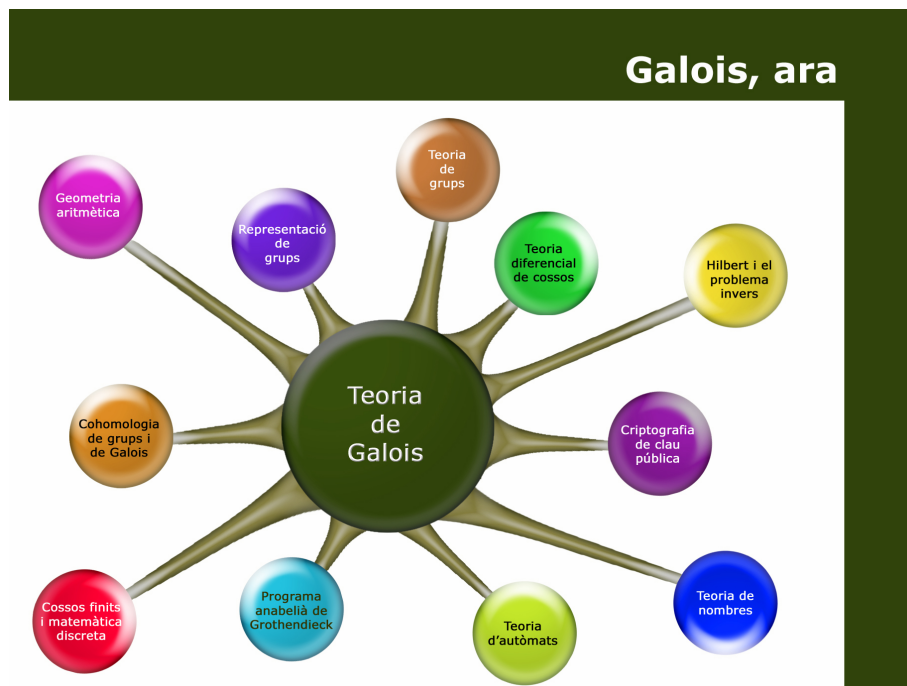 Galois, ara
Teoria
de
grups
Geometria
aritmètica
Representació
de
grups
Teoria
diferencial
de cossos
Hilbert i el
problema
invers
Teoria
de
Galois
Cohomologia
de grups i
de Galois
Criptografia
de clau
pública
Cossos finits
i matemàtica
discreta
Programa
anabelià de
Grothendieck
Teoria
d'autòmats
Teoria de
nombres